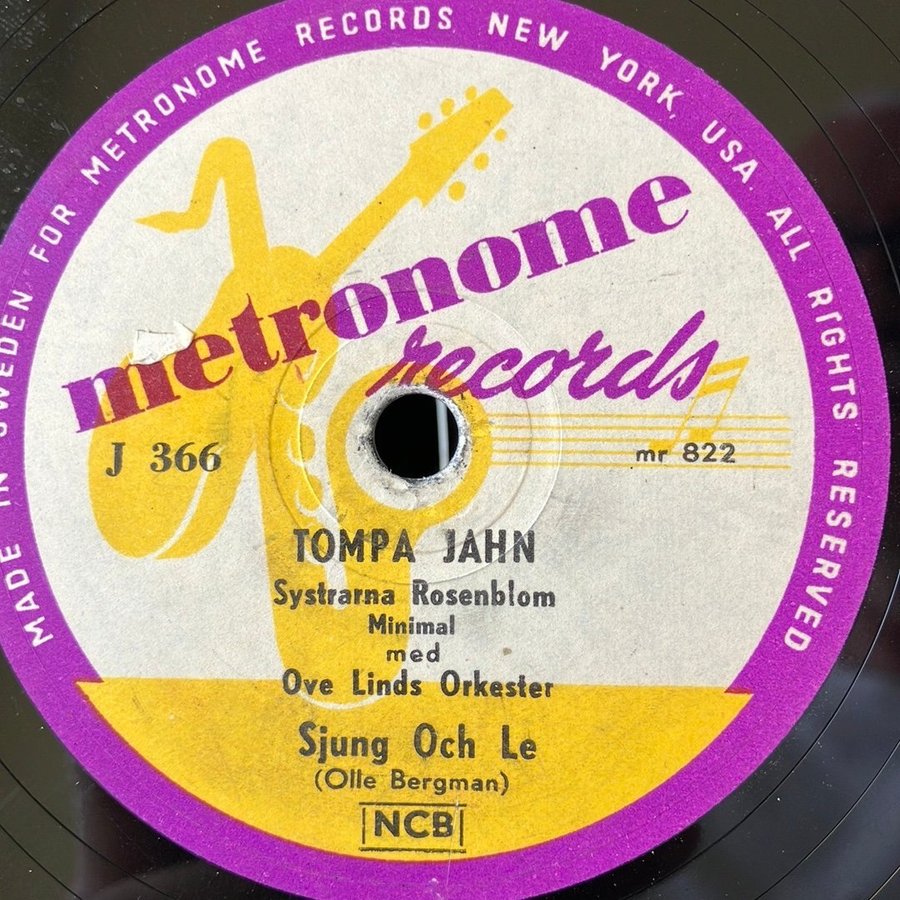 MADE IN SWEDEN FOR METRONOME RECORDS NEW YORK, USA. ALL RIGHTS RESERVED
metronome
records
J 366
mr 822
TOMPA JAHN
Systrarna Rosenblom
Minimal
med
Ove Linds Orkester
Sjung Och Le
(Olle Bergman)
NCB